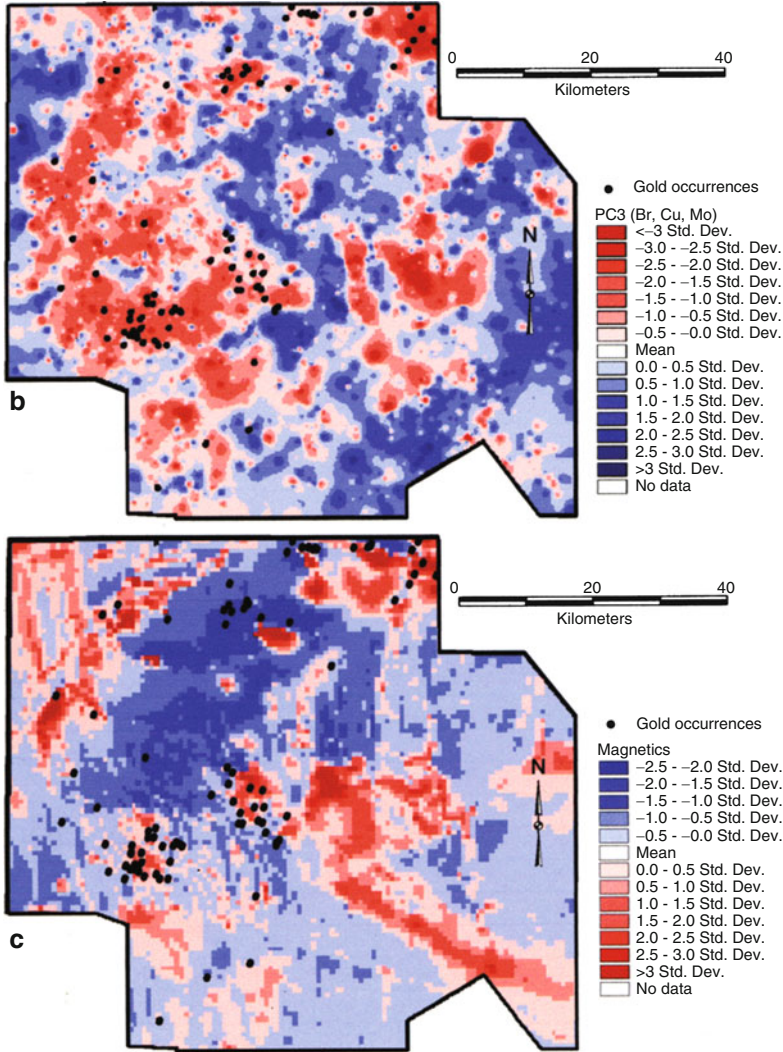 0 20 40
Kilometers
Gold occurrences
PC3 (Br, Cu, Mo)
<–3 Std. Dev.
–3.0 - –2.5 Std. Dev.
–2.5 - –2.0 Std. Dev.
–2.0 - –1.5 Std. Dev.
–1.5 - –1.0 Std. Dev.
–1.0 - –0.5 Std. Dev.
–0.5 - –0.0 Std. Dev.
Mean
0.0 - 0.5 Std. Dev.
0.5 - 1.0 Std. Dev.
1.0 - 1.5 Std. Dev.
1.5 - 2.0 Std. Dev.
2.0 - 2.5 Std. Dev.
2.5 - 3.0 Std. Dev.
>3 Std. Dev.
No data
N
b
0 20 40
Kilometers
Gold occurrences
Magnetics
–2.5 - –2.0 Std. Dev.
–2.0 - –1.5 Std. Dev.
–1.5 - –1.0 Std. Dev.
–1.0 - –0.5 Std. Dev.
–0.5 - –0.0 Std. Dev.
Mean
0.0 - 0.5 Std. Dev.
0.5 - 1.0 Std. Dev.
1.0 - 1.5 Std. Dev.
1.5 - 2.0 Std. Dev.
2.0 - 2.5 Std. Dev.
2.5 - 3.0 Std. Dev.
>3 Std. Dev.
No data
N
c